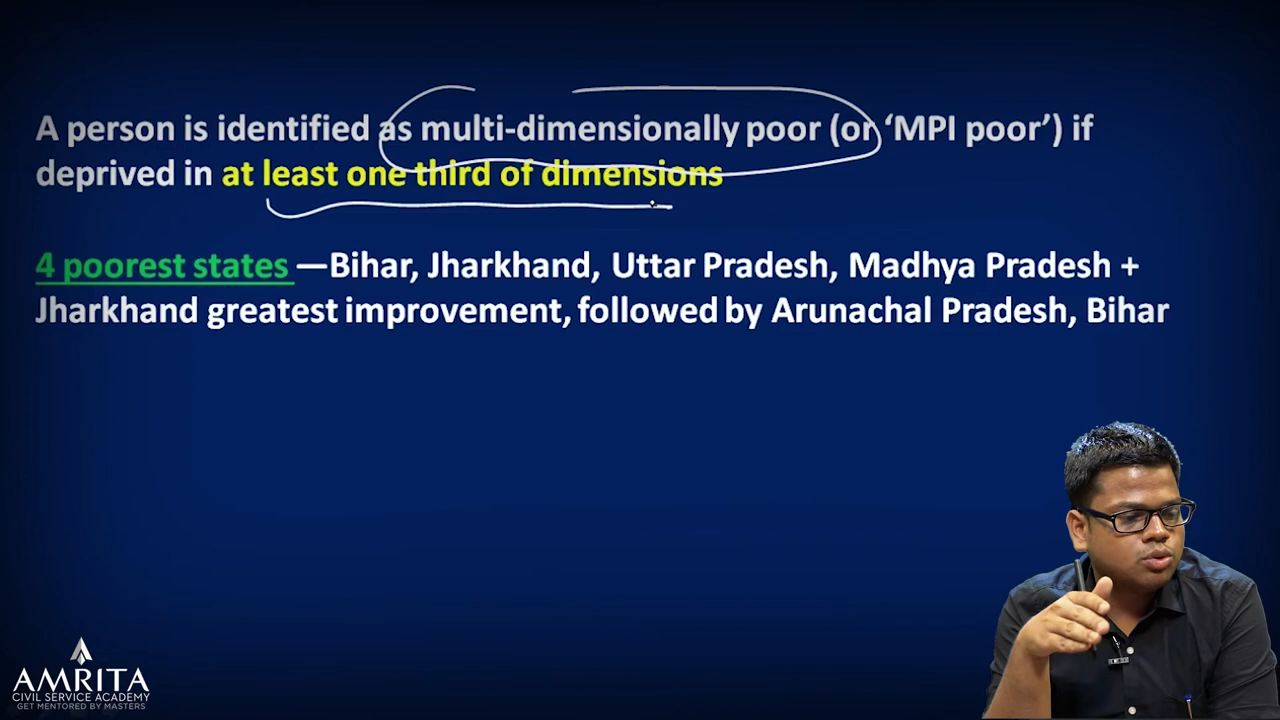 A person is identified as multi-dimensionally poor (or ‘MPI poor’) if
deprived in at least one third of dimensions
4 poorest states —Bihar, Jharkhand, Uttar Pradesh, Madhya Pradesh +
Jharkhand greatest improvement, followed by Arunachal Pradesh, Bihar
AMRITA
CIVIL SERVICE ACADEMY
GET MENTORED BY MASTERS